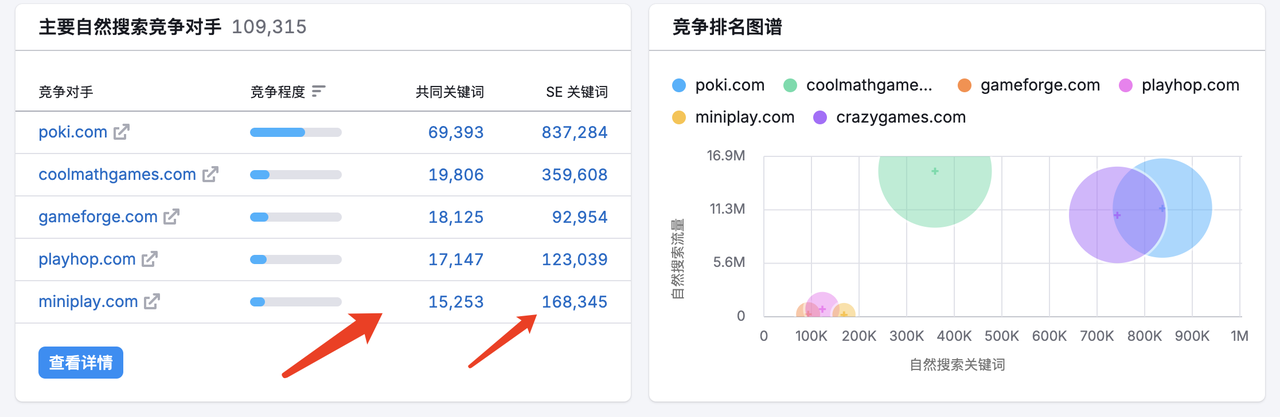 主要自然搜索竞争对手 109,315
竞争对手 竞争程度 共同关键词 SE 关键词
poki.com 69,393 837,284
coolmathgames.com 19,806 359,608
gameforge.com 18,125 92,954
playhop.com 17,147 123,039
miniplay.com 15,253 168,345
查看详情
竞争排名图谱
poki.com coolmathgame... gameforge.com playhop.com
miniplay.com crazygames.com
自然搜索流量
16.9M
11.3M
5.6M
0
0 100K 200K 300K 400K 500K 600K 700K 800K 900K 1M
自然搜索关键词